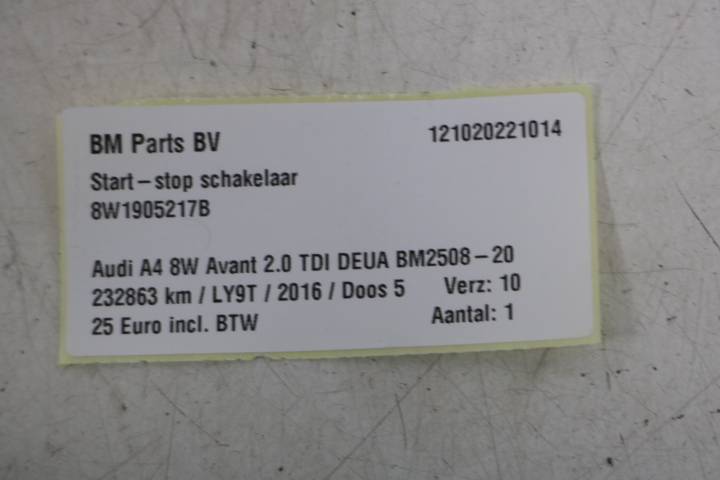 BM Parts BV 121020221014
Start-stop schakelaar
8W1905217B
Audi A4 8W Avant 2.0 TDI DEUA BM2508-20
232863 km / LY9T / 2016 / Doos 5 Verz: 10
25 Euro incl. BTW Aantal: 1